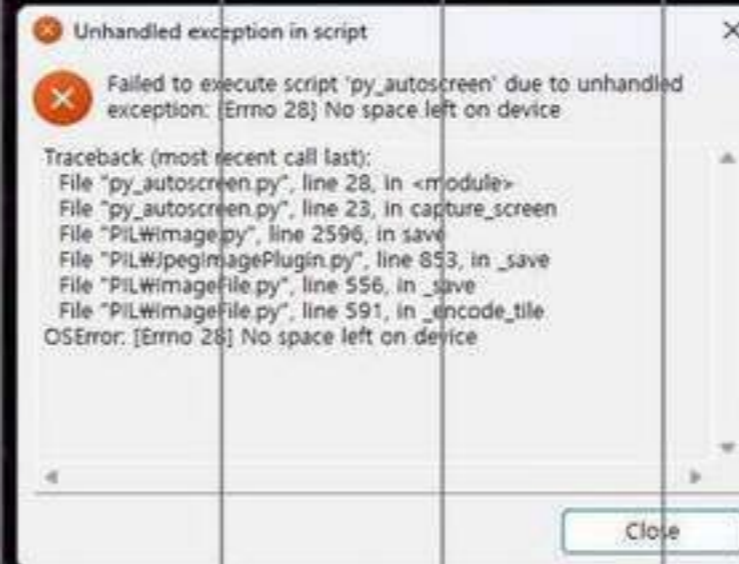 Unhandled exception in script
Failed to execute script 'py_autoscreen' due to unhandled
exception: [Errno 28] No space left on device
Traceback (most recent call last):
File "py_autoscreen.py", line 28, in <module>
File "py_autoscreen.py", line 23, in capture_screen
File "PIL₩Image.py", line 2596, in save
File "PIL₩JpegImagePlugin.py", line 853, in _save
File "PIL₩ImageFile.py", line 556, in _save
File "PIL₩ImageFile.py", line 591, in _encode_tile
OSError: [Errno 28] No space left on device
Close